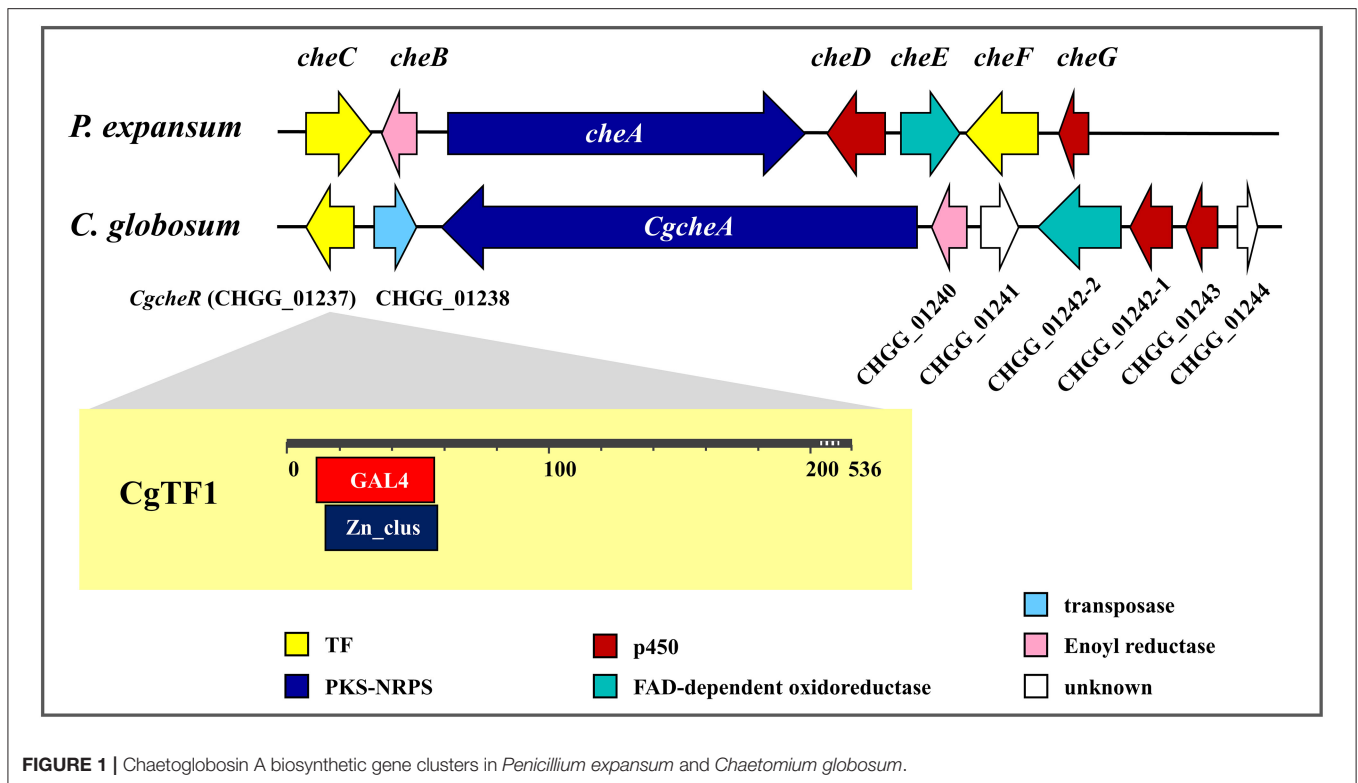 cheC cheB cheD cheE cheF cheG
P. expansum cheA
C. globosum CgcheA
CgcheR (CHGG_01237) CHGG_01238
CHGG_01240
CHGG_01241
CHGG_01242-2
CHGG_01242-1
CHGG_01243
CHGG_01244
0 100 200 536
CgTF1
GAL4
Zn_clus
TF
PKS-NRPS
p450
FAD-dependent oxidoreductase
transposase
Enoyl reductase
unknown
FIGURE 1 | Chaetoglobosin A biosynthetic gene clusters in Penicillium expansum and Chaetomium globosum.